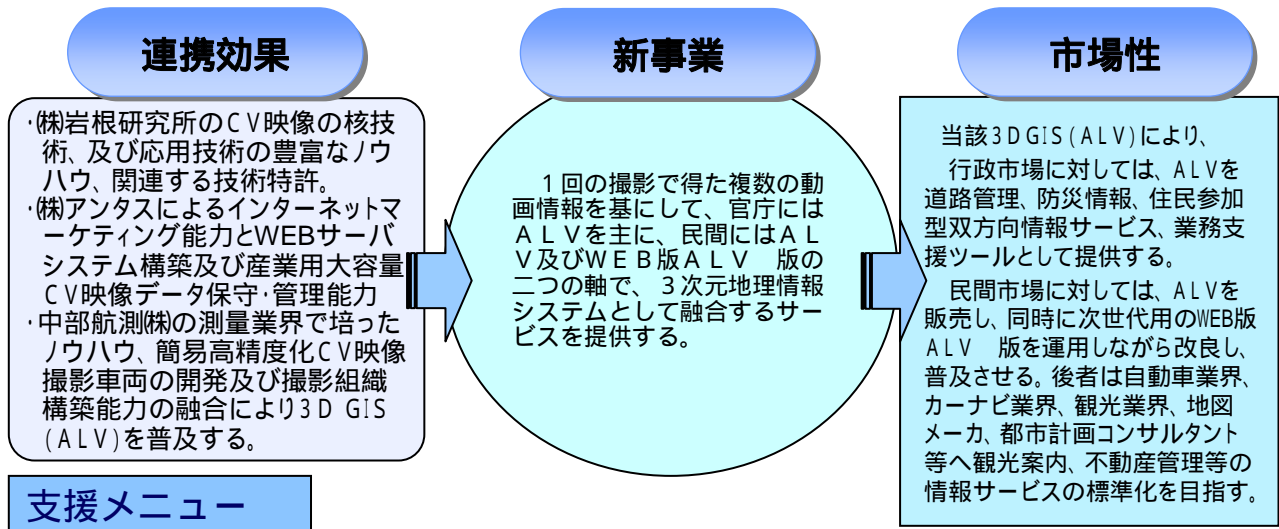 連携効果
・㈱岩根研究所のCV映像の核技
術、及び応用技術の豊富なノウ
ハウ、関連する技術特許。
・㈱アンタスによるインターネットマ
ーケティング能力とWEBサーバ
システム構築及び産業用大容量
CV映像データ保守・管理能力
・中部航測㈱の測量業界で培った
ノウハウ、簡易高精度化CV映像
撮影車両の開発及び撮影組織
構築能力の融合により3D GIS
(ALV)を普及する。
新事業
1回の撮影で得た複数の動
画情報を基にして、官庁には
ALVを主に、民間にはAL
V及びWEB版ALV 版の
二つの軸で、3次元地理情報
システムとして融合するサー
ビスを提供する。
市場性
当該3DGIS(ALV)により、
行政市場に対しては、ALVを
道路管理、防災情報、住民参加
型双方向情報サービス、業務支
援ツールとして提供する。
民間市場に対しては、ALVを
販売し、同時に次世代用のWEB版
ALV 版を運用しながら改良し、
普及させる。後者は自動車業界、
カーナビ業界、観光業界、地図
メーカ、都市計画コンサルタント
等へ観光案内、不動産管理等の
情報サービスの標準化を目指す。
支援メニュー